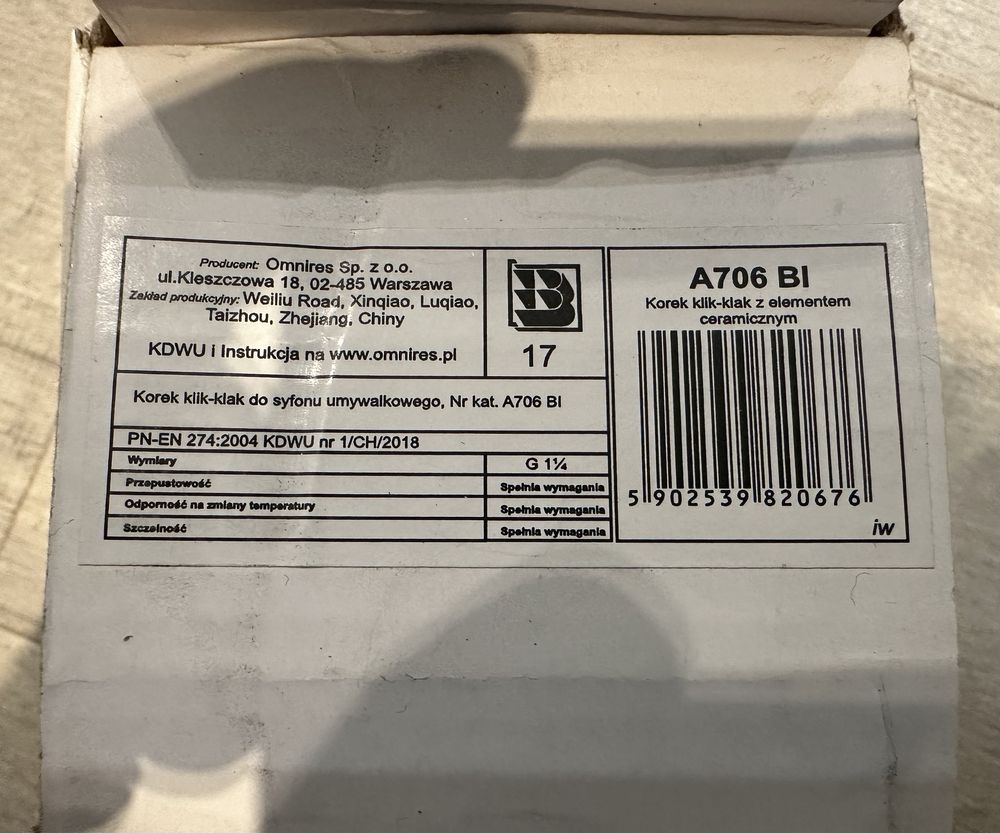 Producent: Omnires Sp. z o.o.
ul.Kleszczowa 18, 02-485 Warszawa
Zakład produkcyjny: Weiliu Road, Xinqiao, Luqiao,
Taizhou, Zhejiang, Chiny
KDWU i Instrukcja na www.omnires.pl
B
17
Korek klik-klak do syfonu umywalkowego, Nr kat. A706 BI
PN-EN 274:2004 KDWU nr 1/CH/2018
Wymiary G 1¼
Przepustowość Spełnia wymagania
Odporność na zmiany temperatury Spełnia wymagania
Szczelność Spełnia wymagania
A706 BI
Korek klik-klak z elementem
ceramicznym
5 902539 820676
iw